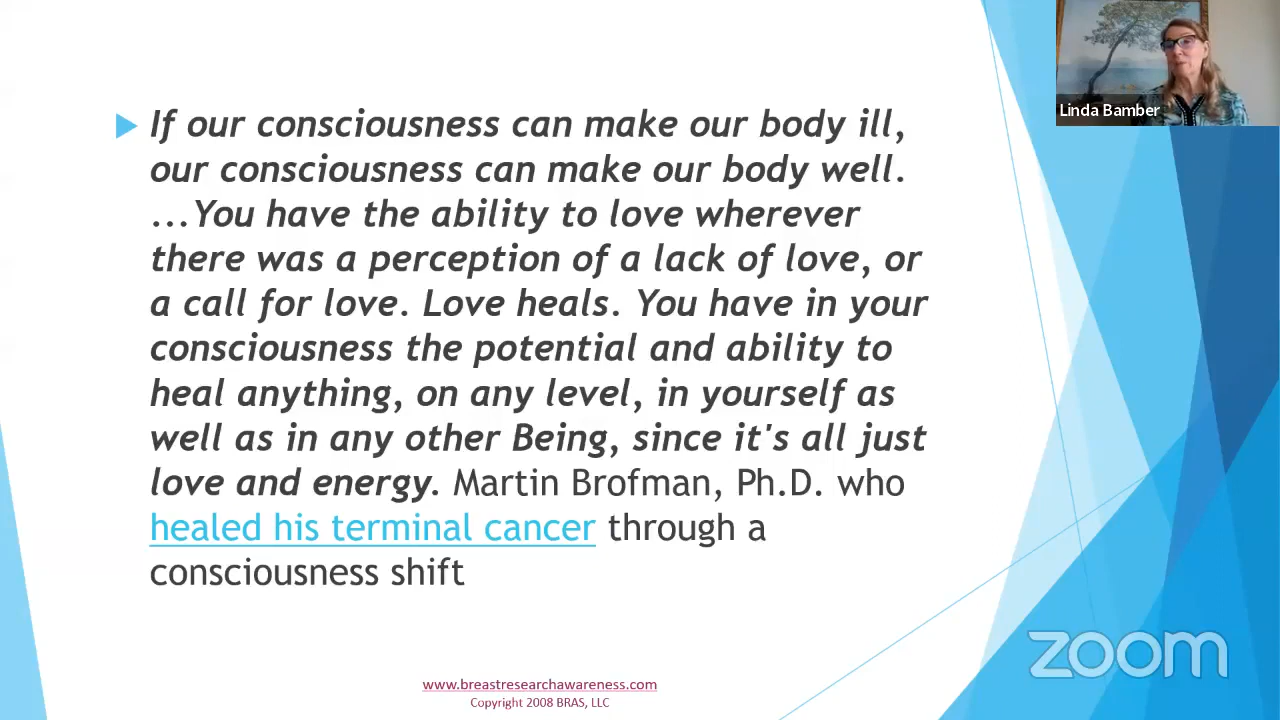 Linda Bamber
If our consciousness can make our body ill,
our consciousness can make our body well.
...You have the ability to love wherever
there was a perception of a lack of love, or
a call for love. Love heals. You have in your
consciousness the potential and ability to
heal anything, on any level, in yourself as
well as in any other Being, since it's all just
love and energy. Martin Brofman, Ph.D. who
healed his terminal cancer through a
consciousness shift
zoom
www.breastresearchawareness.com
Copyright 2008 BRAS, LLC